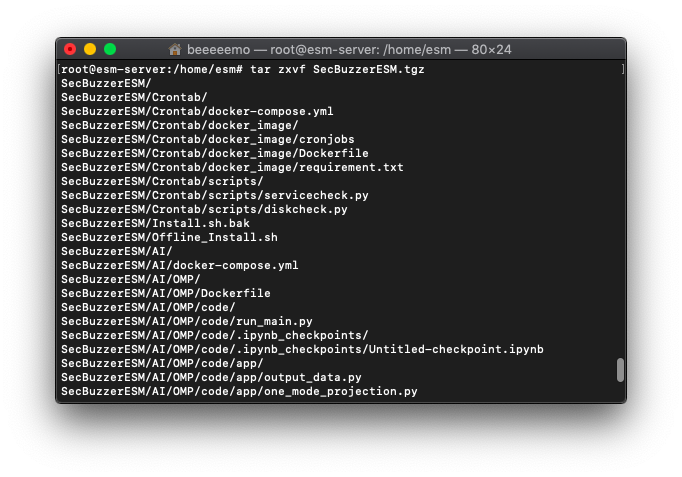 beeeeemo — root@esm-server: /home/esm — 80×24
[root@esm-server:/home/esm# tar zxvf SecBuzzerESM.tgz ]
SecBuzzerESM/
SecBuzzerESM/Crontab/
SecBuzzerESM/Crontab/docker-compose.yml
SecBuzzerESM/Crontab/docker_image/
SecBuzzerESM/Crontab/docker_image/cronjobs
SecBuzzerESM/Crontab/docker_image/Dockerfile
SecBuzzerESM/Crontab/docker_image/requirement.txt
SecBuzzerESM/Crontab/scripts/
SecBuzzerESM/Crontab/scripts/servicecheck.py
SecBuzzerESM/Crontab/scripts/diskcheck.py
SecBuzzerESM/Install.sh.bak
SecBuzzerESM/Offline_Install.sh
SecBuzzerESM/AI/
SecBuzzerESM/AI/docker-compose.yml
SecBuzzerESM/AI/OMP/
SecBuzzerESM/AI/OMP/Dockerfile
SecBuzzerESM/AI/OMP/code/
SecBuzzerESM/AI/OMP/code/run_main.py
SecBuzzerESM/AI/OMP/code/.ipynb_checkpoints/
SecBuzzerESM/AI/OMP/code/.ipynb_checkpoints/Untitled-checkpoint.ipynb
SecBuzzerESM/AI/OMP/code/app/
SecBuzzerESM/AI/OMP/code/app/output_data.py
SecBuzzerESM/AI/OMP/code/app/one_mode_projection.py